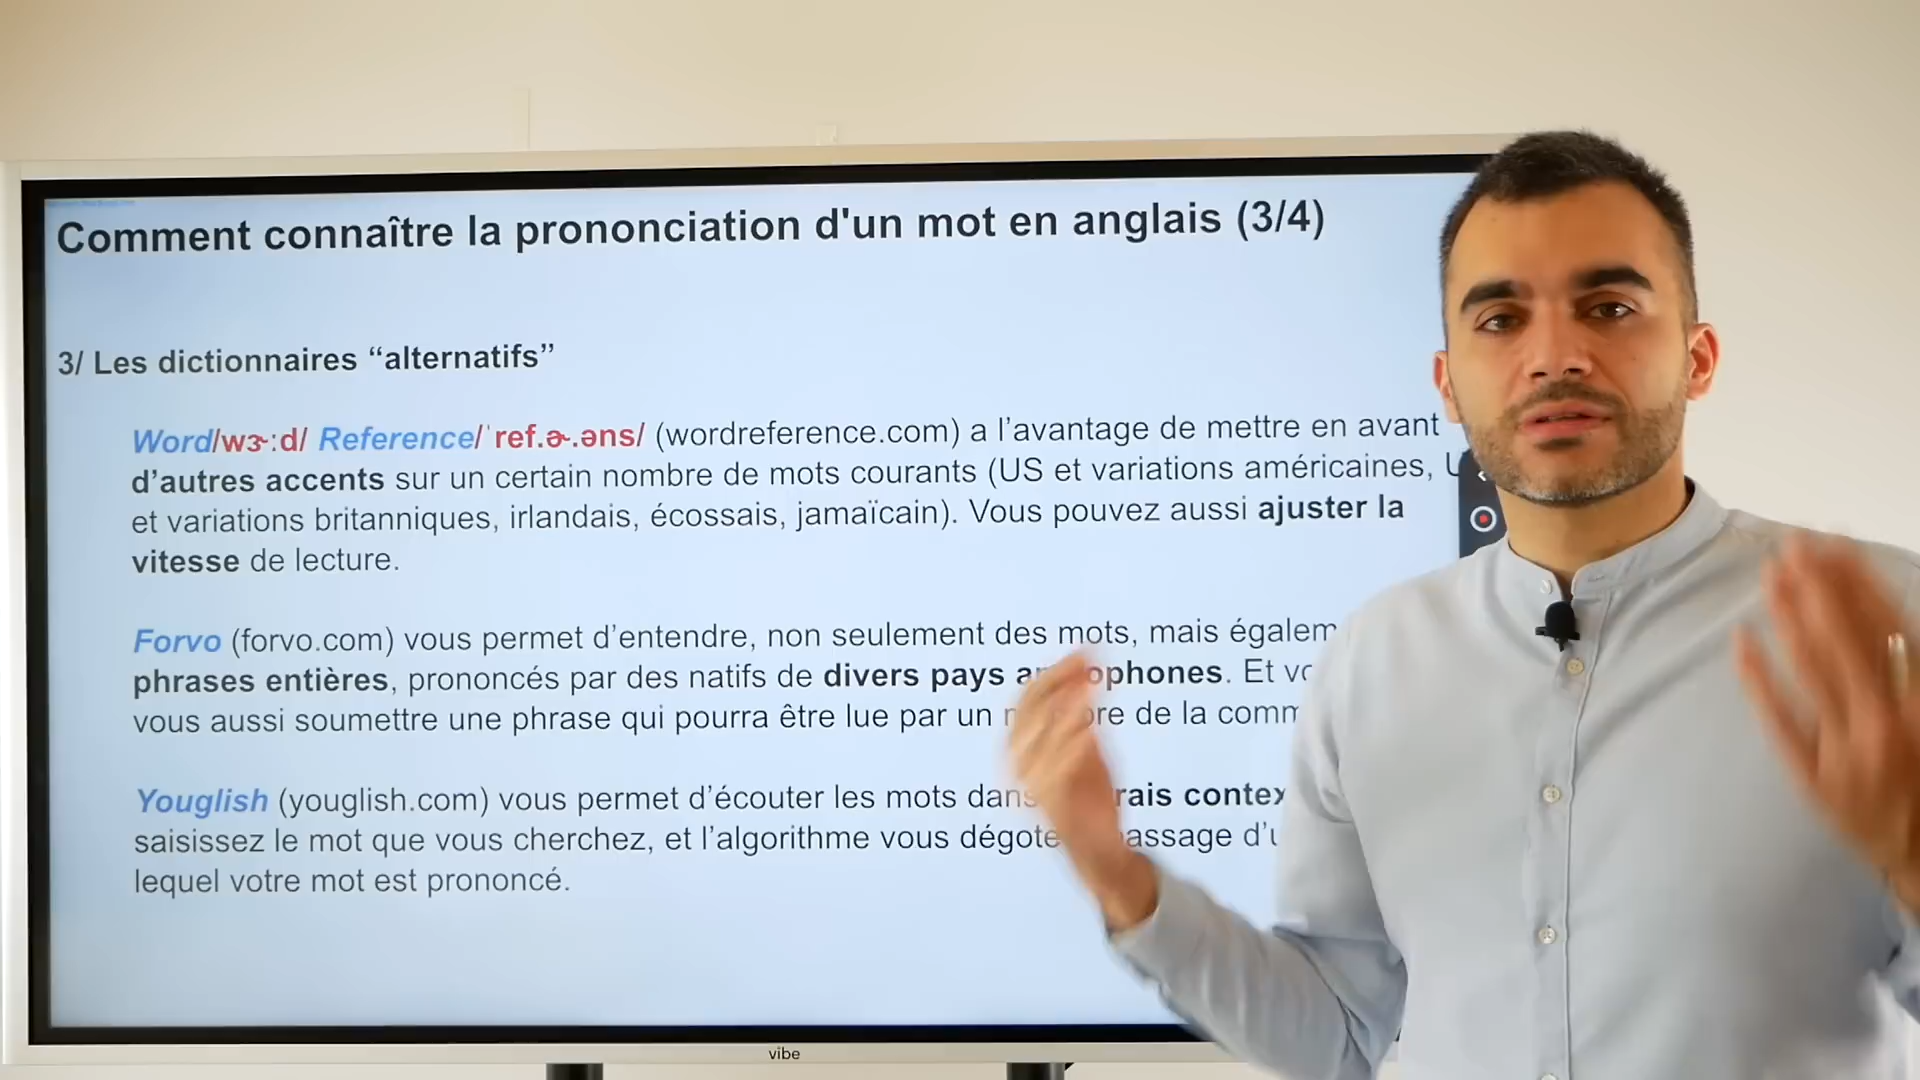 Comment connaître la prononciation d'un mot en anglais (3/4)
3/ Les dictionnaires “alternatifs”
Word/wɝː.d/ Reference/ˈref.ɚ.əns/ (wordreference.com) a l’avantage de mettre en avant
d’autres accents sur un certain nombre de mots courants (US et variations américaines,
et variations britanniques, irlandais, écossais, jamaïcain). Vous pouvez aussi ajuster la
vitesse de lecture.
Forvo (forvo.com) vous permet d’entendre, non seulement des mots, mais égalem
phrases entières, prononcés par des natifs de divers pays a ophones. Et vo
vous aussi soumettre une phrase qui pourra être lue par un re de la comm
Youglish (youglish.com) vous permet d’écouter les mots dans rais contex
saisissez le mot que vous cherchez, et l’algorithme vous dégote assage d’u
lequel votre mot est prononcé.
vibe